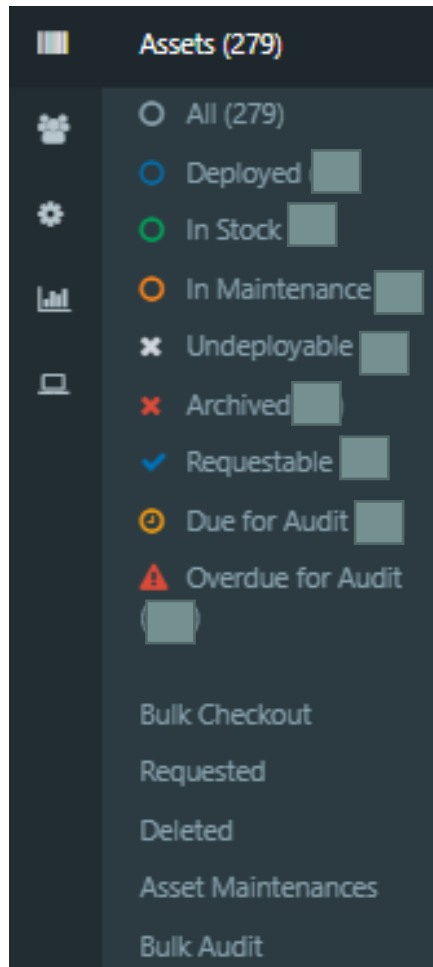 Assets (279)
All (279)
Deployed (
In Stock
In Maintenance
Undeployable
Archived )
Requestable
Due for Audit
Overdue for Audit
( )
Bulk Checkout
Requested
Deleted
Asset Maintenances
Bulk Audit